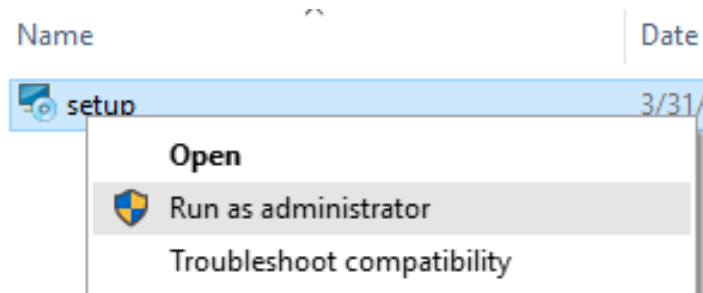 Name Date
setup 3/31/
Open
Run as administrator
Troubleshoot compatibility